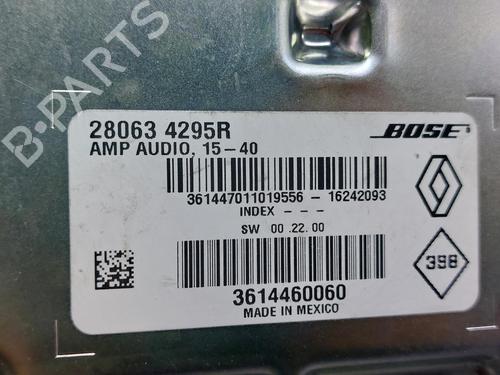 28063 4295R
BOSE
AMP AUDIO, 15-40
361447011019556 - 16242093
INDEX - - -
SW 00.22.00
398
3614460060
MADE IN MEXICO
B-PARTS